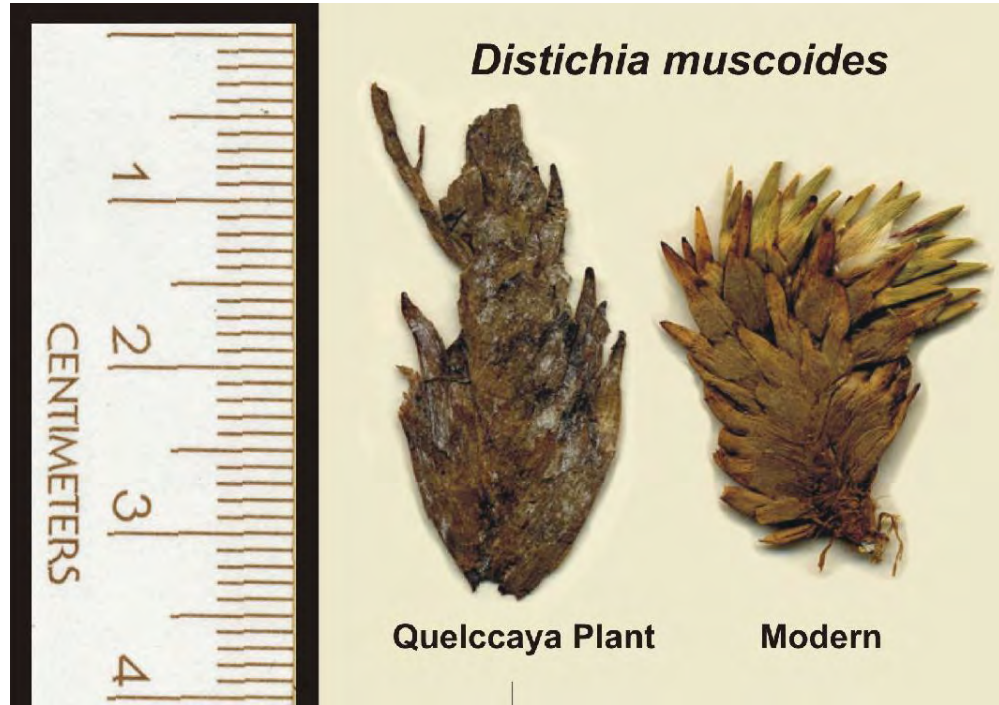 Distichia muscoides
1
2
CENTIMETERS
3
4
Quelccaya Plant
Modern